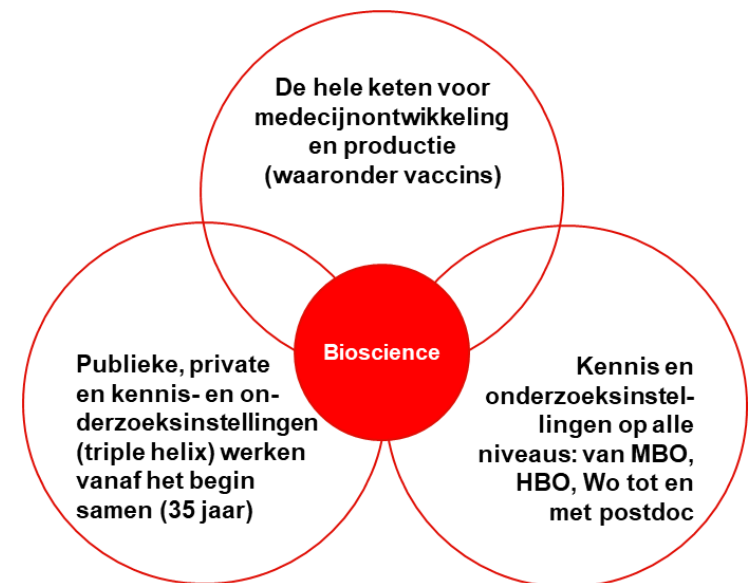 De hele keten voor
medecijnontwikkeling
en productie
(waaronder vaccins)
Bioscience
Publieke, private
en kennis- en on-
derzoeksinstellingen
(triple helix) werken
vanaf het begin
samen (35 jaar)
Kennis en
onderzoeksinstel-
lingen op alle
niveaus: van MBO,
HBO, Wo tot en
met postdoc